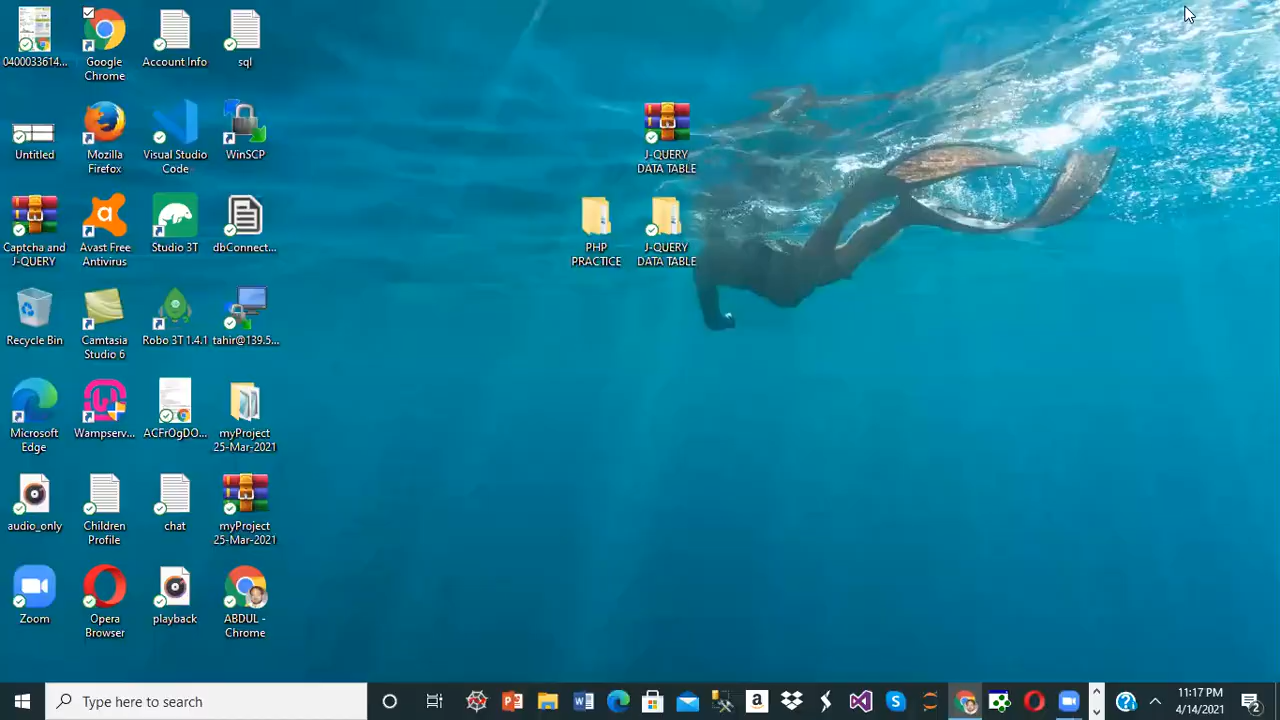 0400033614...
Google
Chrome
Account Info
sql
Untitled
Mozilla
Firefox
Visual Studio
Code
WinSCP
J-QUERY
DATA TABLE
Captcha and
J-QUERY
Avast Free
Antivirus
Studio 3T
dbConnect...
PHP
PRACTICE
J-QUERY
DATA TABLE
Recycle Bin
Camtasia
Studio 6
Robo 3T 1.4.1
tahir@139.5...
Microsoft
Edge
Wampserv...
ACFrOgDO...
myProject
25-Mar-2021
audio_only
Children
Profile
chat
myProject
25-Mar-2021
Zoom
Opera
Browser
playback
ABDUL -
Chrome
Type here to search
11:17 PM
4/14/2021
2